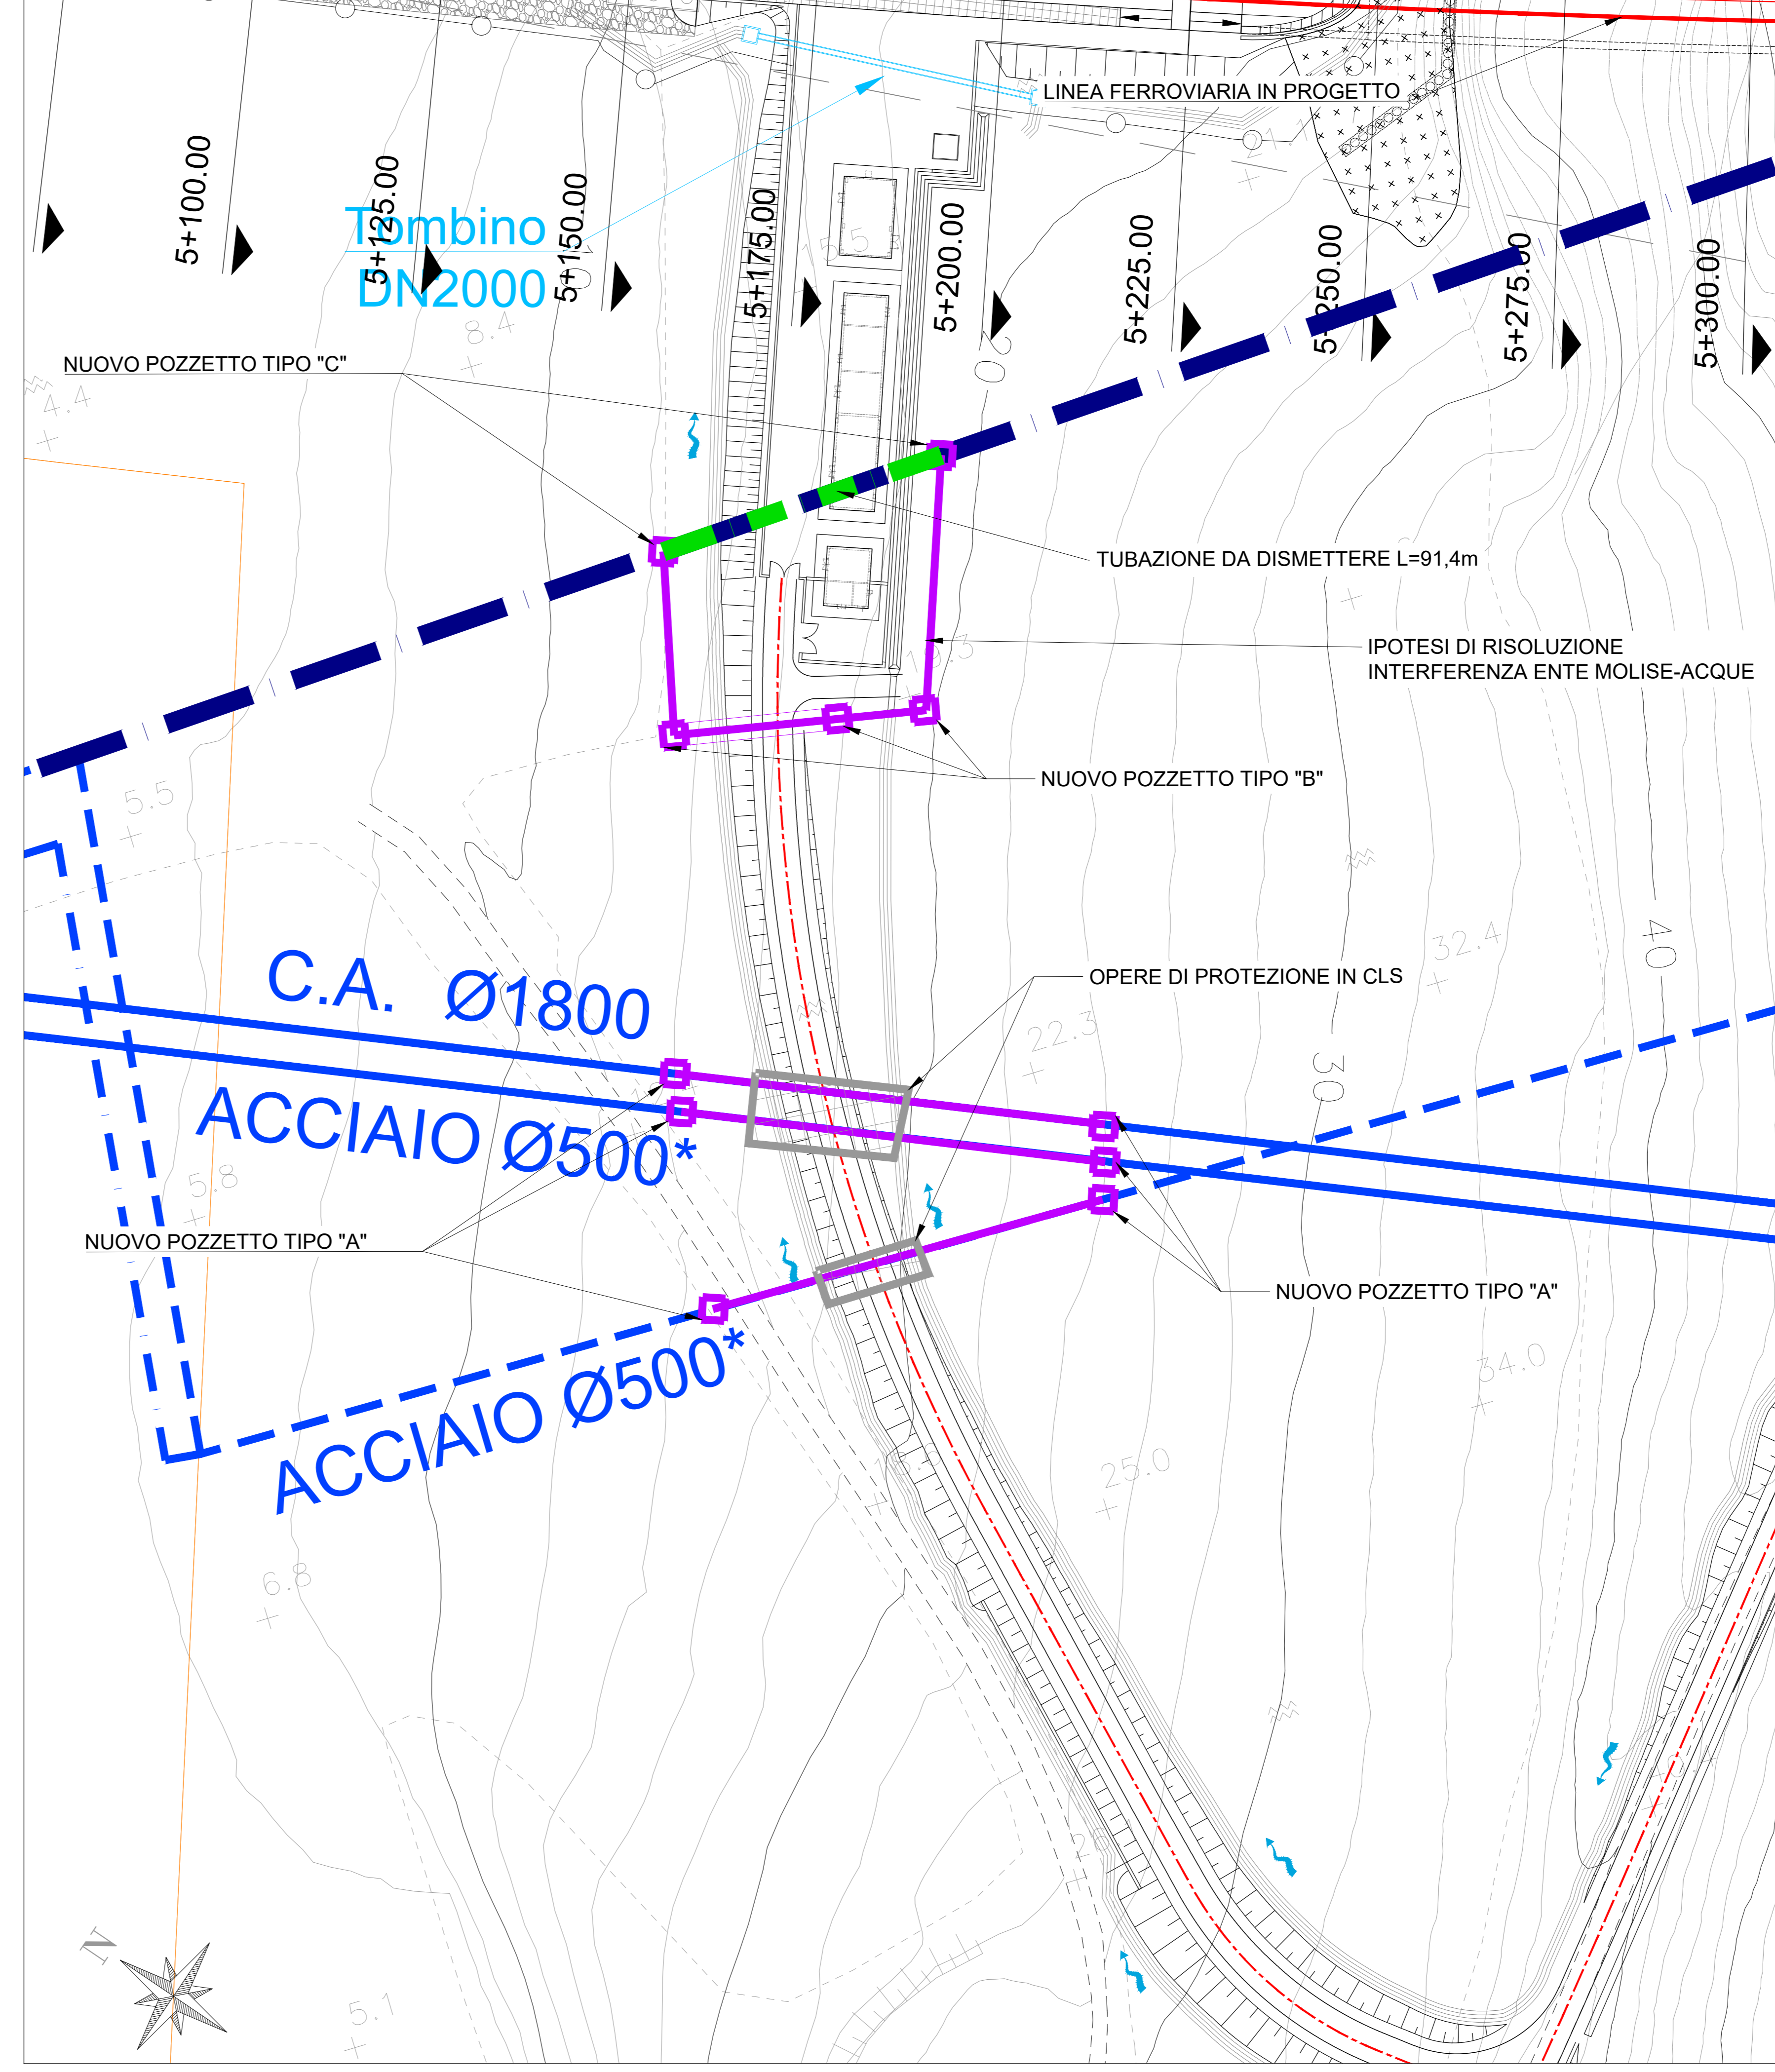 LINEA FERROVIARIA IN PROGETTO
5+100.00
5+125.00
5+150.00
5+175.00
5+200.00
5+225.00
5+250.00
5+275.00
5+300.00
Tombino
DN2000
21.1
15.5
8.4
4.4
NUOVO POZZETTO TIPO "C"
TUBAZIONE DA DISMETTERE L=91,4m
IPOTESI DI RISOLUZIONE
INTERFERENZA ENTE MOLISE-ACQUE
NUOVO POZZETTO TIPO "B"
5.5
32.4
40
C.A. Ø1800
OPERE DI PROTEZIONE IN CLS
22.3
30
ACCIAIO Ø500*
5.8
NUOVO POZZETTO TIPO "A"
NUOVO POZZETTO TIPO "A"
ACCIAIO Ø500*
34.0
25.0
6.8
N
5.1